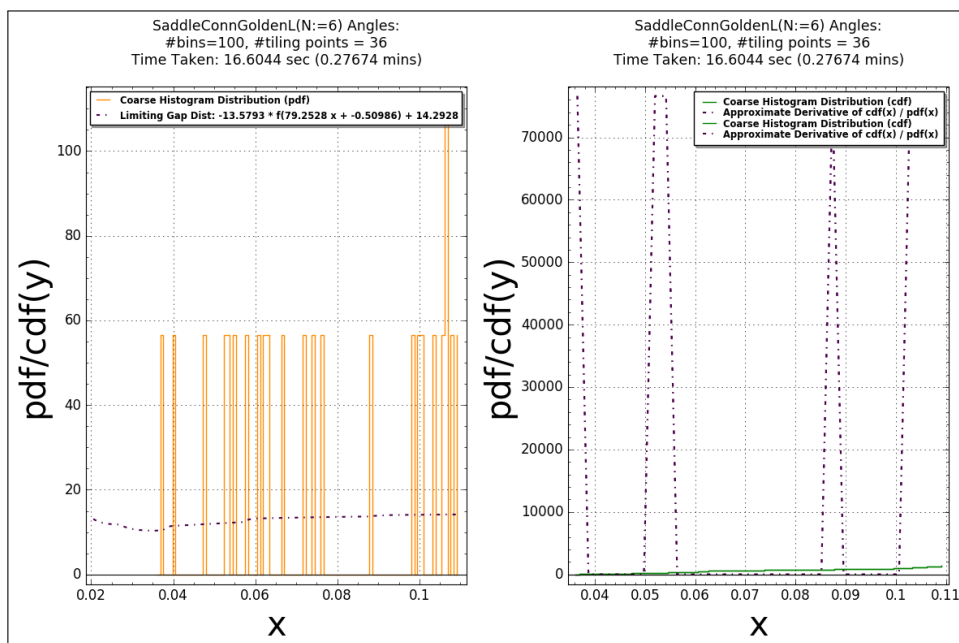 SaddleConnGoldenL(N:=6) Angles:
#bins=100, #tiling points = 36
Time Taken: 16.6044 sec (0.27674 mins)
Coarse Histogram Distribution (pdf)
Limiting Gap Dist: -13.5793 * f(79.2528 x + -0.50986) + 14.2928
100
80
60
40
20
0
0.02
0.04
0.06
0.08
0.1
pdf/cdf(y)
x
SaddleConnGoldenL(N:=6) Angles:
#bins=100, #tiling points = 36
Time Taken: 16.6044 sec (0.27674 mins)
Coarse Histogram Distribution (cdf)
Approximate Derivative of cdf(x) / pdf(x)
Coarse Histogram Distribution (cdf)
Approximate Derivative of cdf(x) / pdf(x)
70000
60000
50000
40000
30000
20000
10000
0
0.04
0.05
0.06
0.07
0.08
0.09
0.1
0.11
pdf/cdf(y)
x